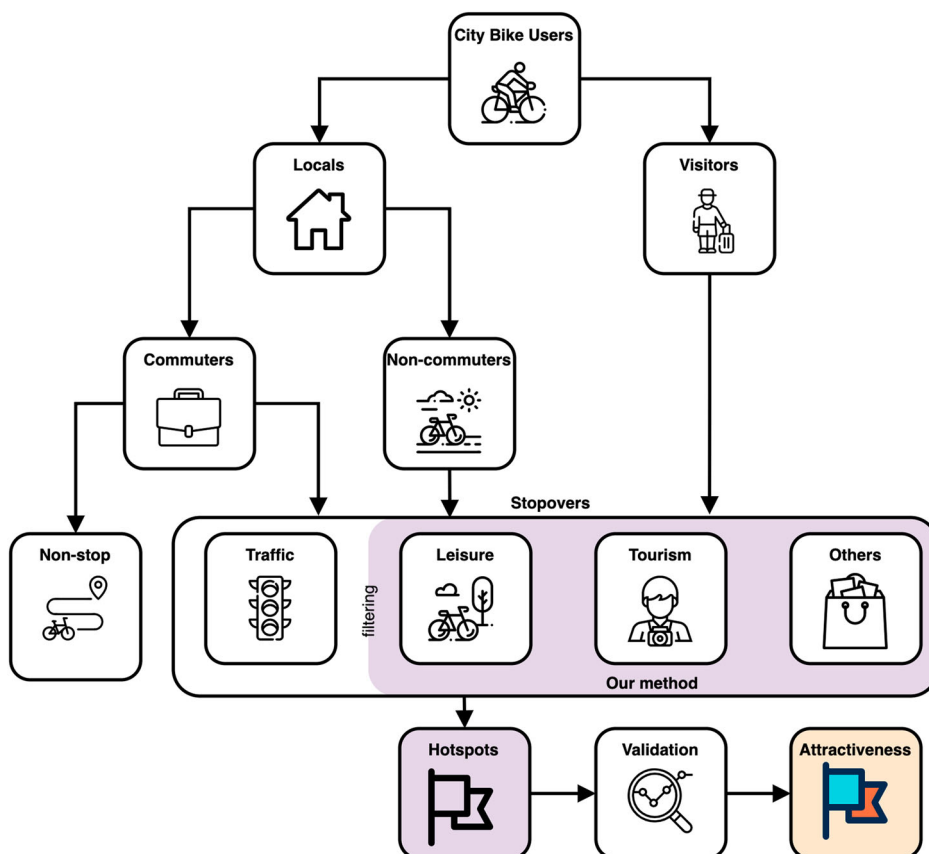 City Bike Users
Locals
Visitors
Commuters
Non-commuters
Stopovers
Non-stop
Traffic
filtering
Leisure
Tourism
Others
Our method
Hotspots
Validation
Attractiveness